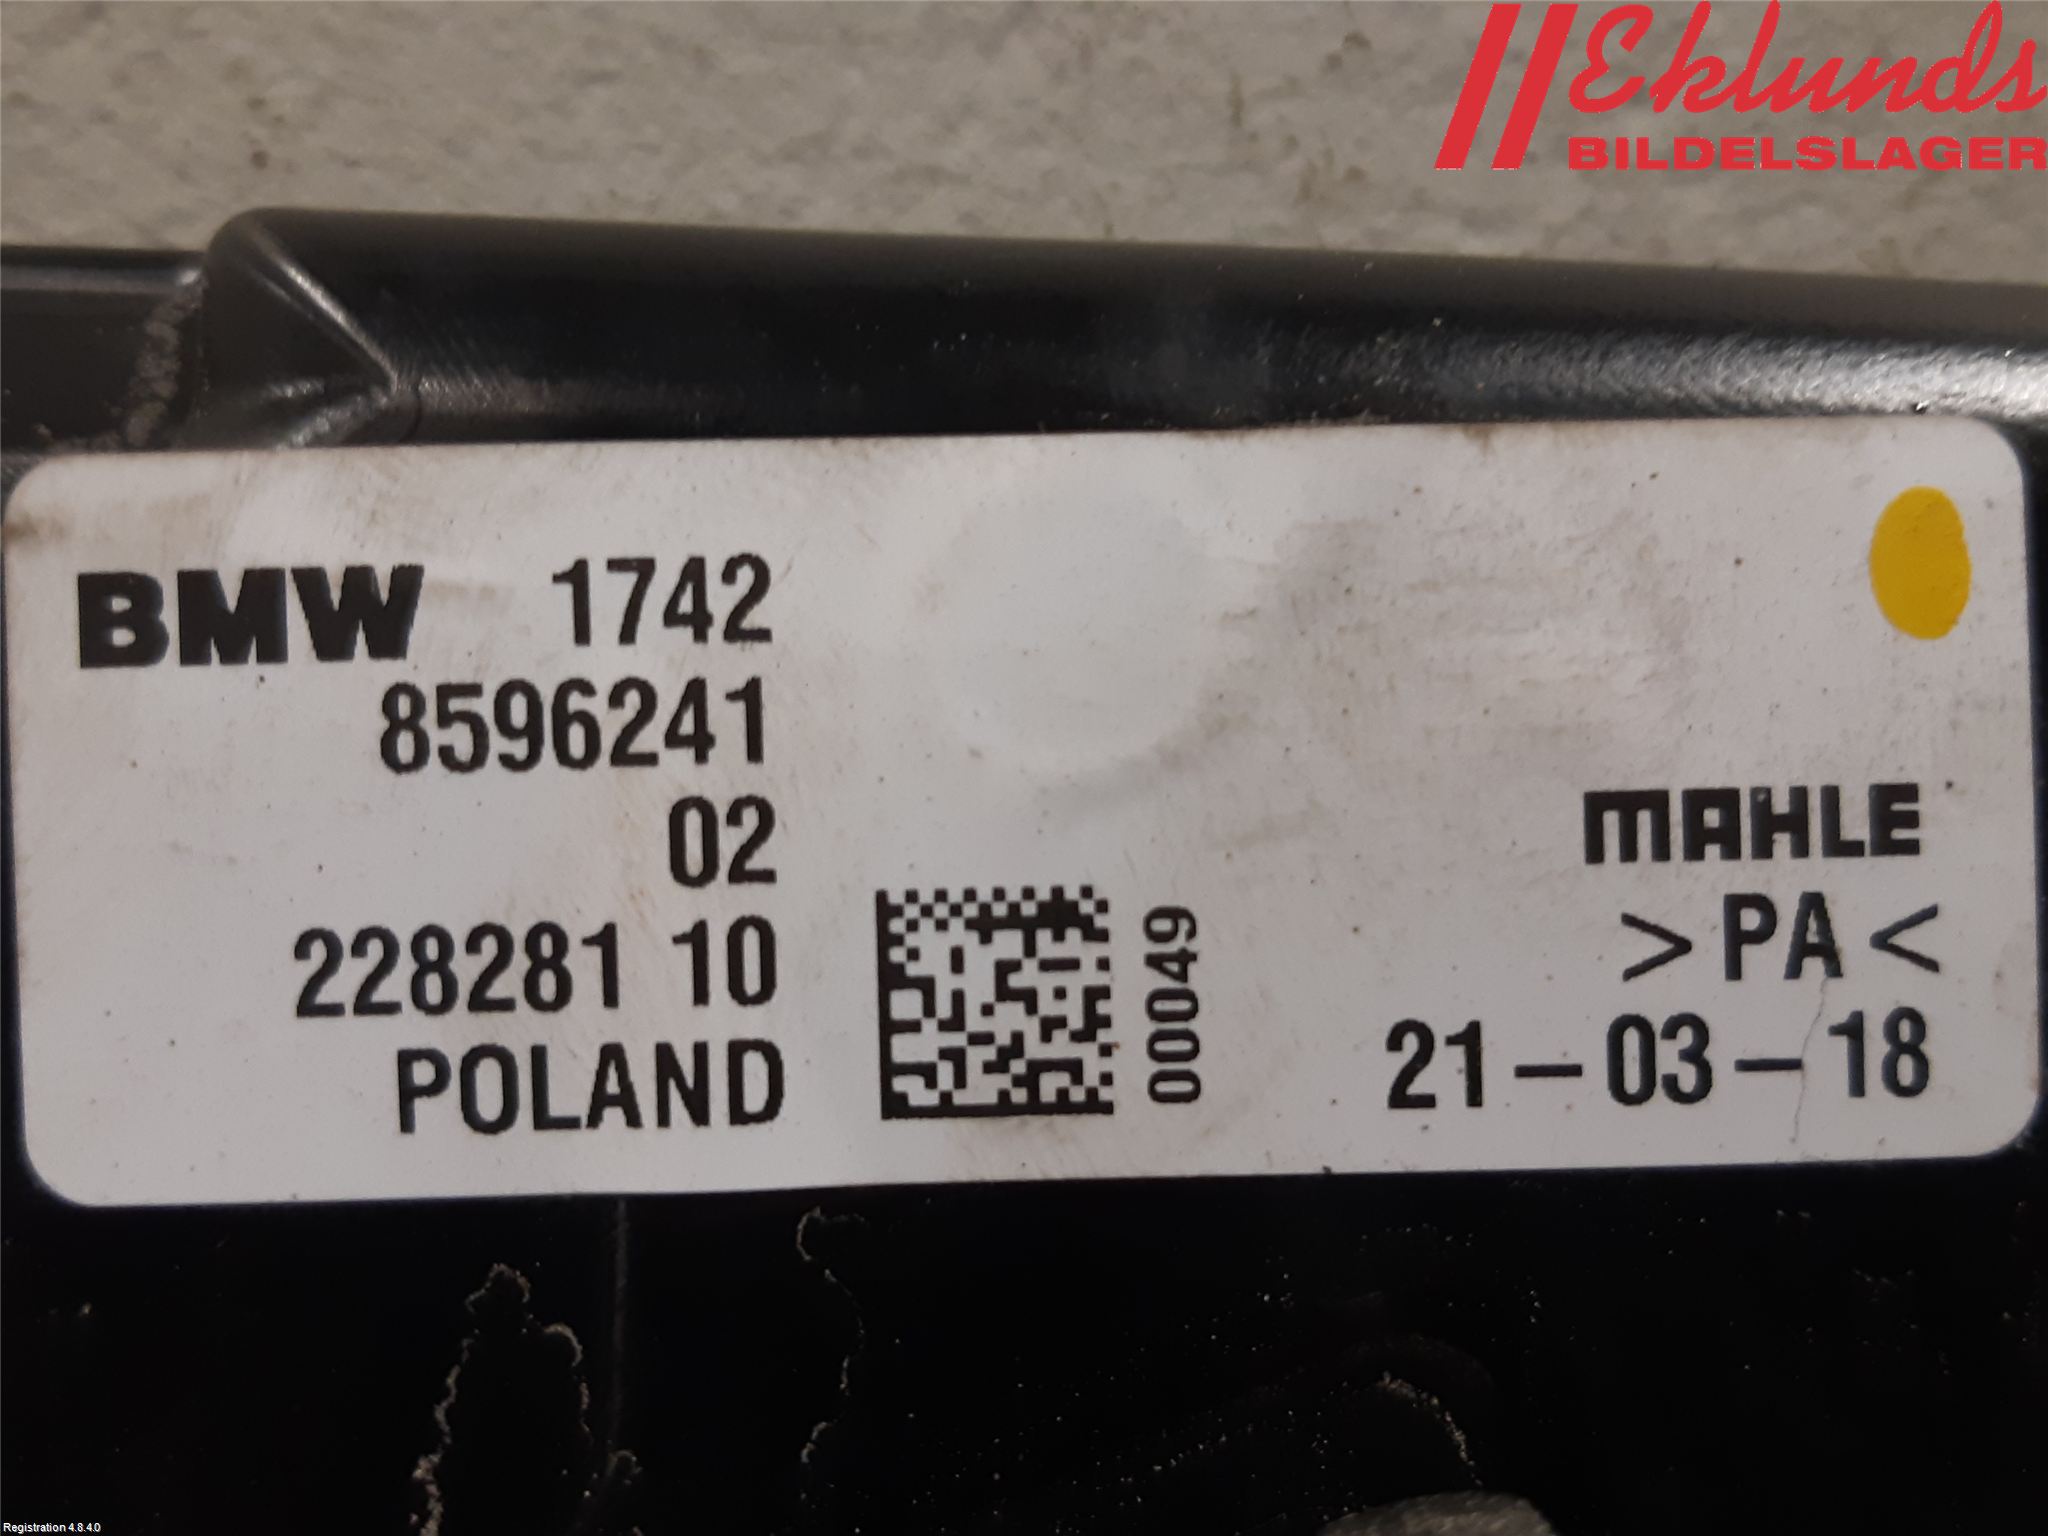 Eklunds
BILDELSLAGER
BMW 1742
8596241
02
228281 10
POLAND
00049
MAHLE
>PA<
21-03-18
Registration 4.8.4.0